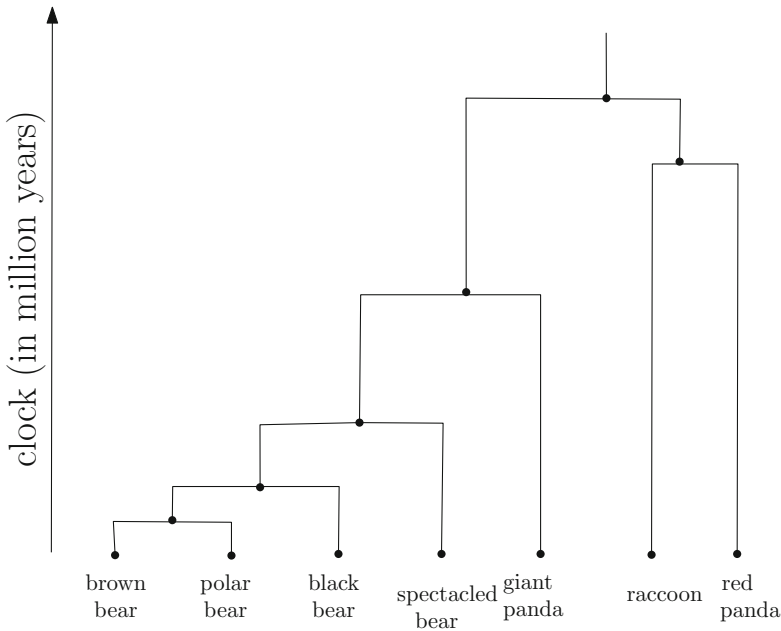 clock (in million years)
brown
bear
polar
bear
black
bear
spectacled
bear
giant
panda
raccoon
red
panda